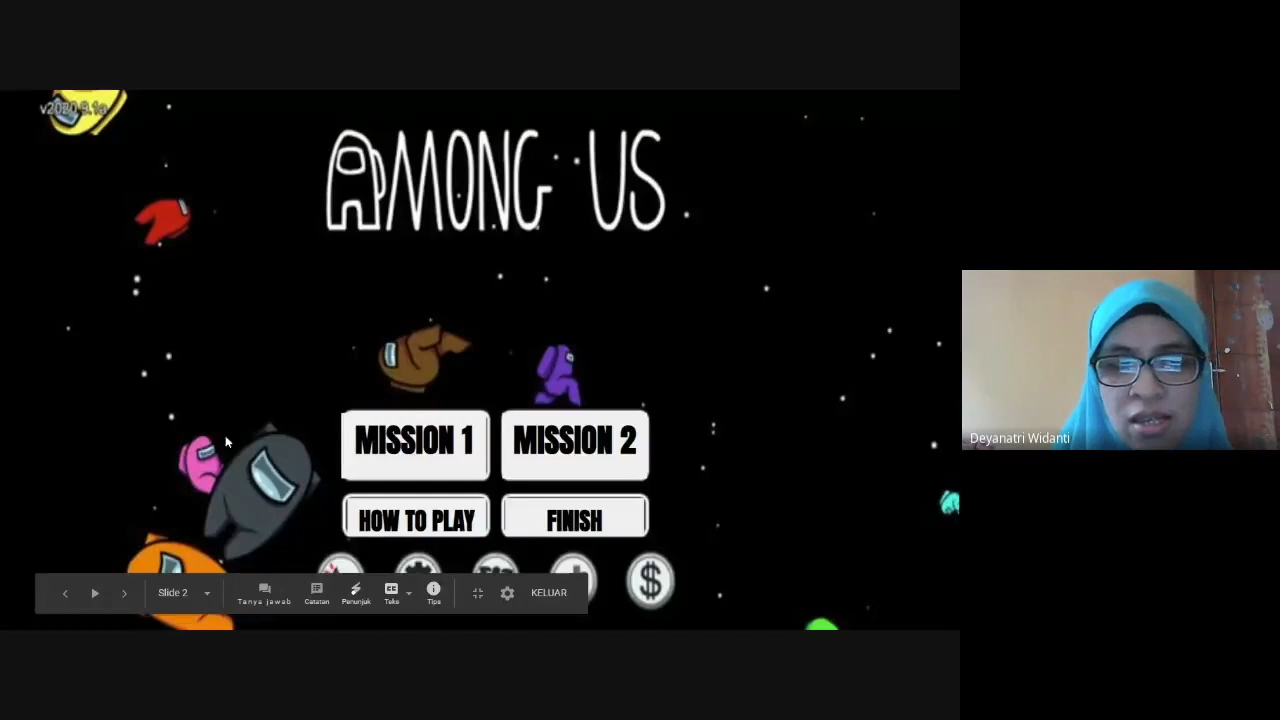 v2020.9.1a
AMONG US
MISSION 1
MISSION 2
HOW TO PLAY
FINISH
$
Slide 2
Tanya jawab
Catatan
Penunjuk
Teks
Tips
KELUAR
Deyanatri Widanti